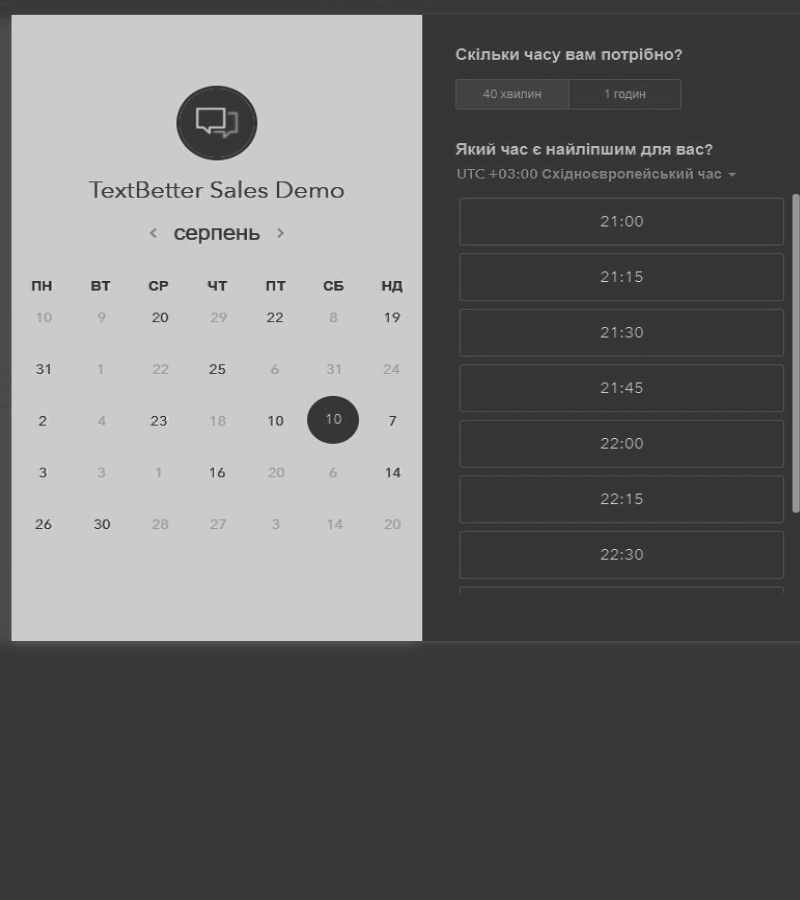 TextBetter Sales Demo
серпень
ПН ВТ СР ЧТ ПТ СБ НД
10 9 20 29 22 8 19
31 1 22 25 6 31 24
2 4 23 18 10 10 7
3 3 1 16 20 6 14
26 30 28 27 3 14 20
Скільки часу вам потрібно?
40 хвилин 1 годин
Який час є найліпшим для вас?
UTC +03:00 Східноєвропейський час
21:00
21:15
21:30
21:45
22:00
22:15
22:30